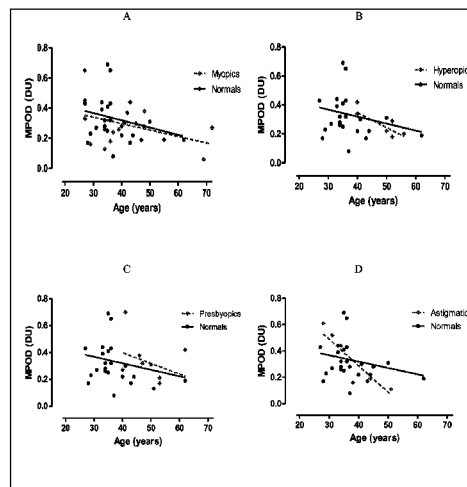 A
MPOD (DU)
0.8
0.6
0.4
0.2
0.0
20 30 40 50 60 70
Age (years)
Myopics
Normals
B
MPOD (DU)
0.8
0.6
0.4
0.2
0.0
20 30 40 50 60 70
Age (years)
Hyperopic
Normals
C
MPOD (DU)
0.8
0.6
0.4
0.2
0.0
20 30 40 50 60 70
Age (years)
Presbyopics
Normals
D
MPOD (DU)
0.8
0.6
0.4
0.2
0.0
20 30 40 50 60 70
Age (years)
Astigmatic
Normals